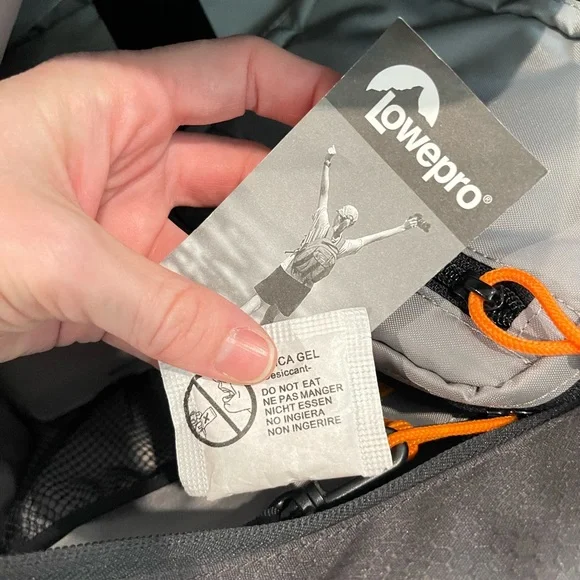 Lowepro®
CA GEL
esiccant-
DO NOT EAT
NE PAS MANGER
NICHT ESSEN
NO INGIERA
NON INGERIRE